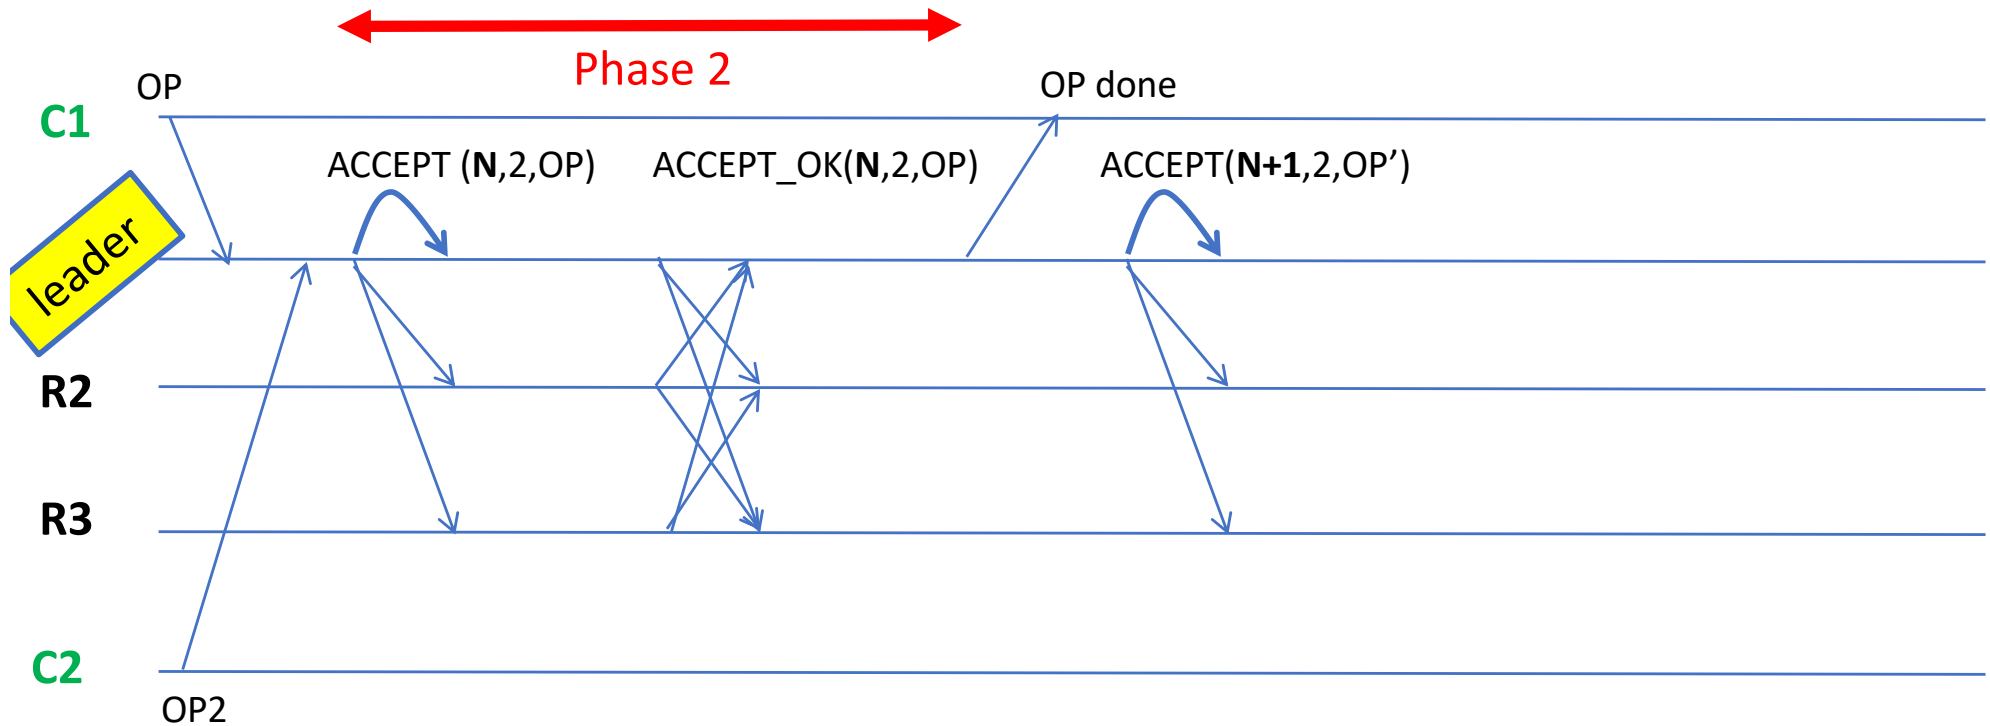 Phase 2
OP
OP done
C1
ACCEPT (N,2,OP)
ACCEPT_OK(N,2,OP)
ACCEPT(N+1,2,OP’)
leader
R2
R3
C2
OP2